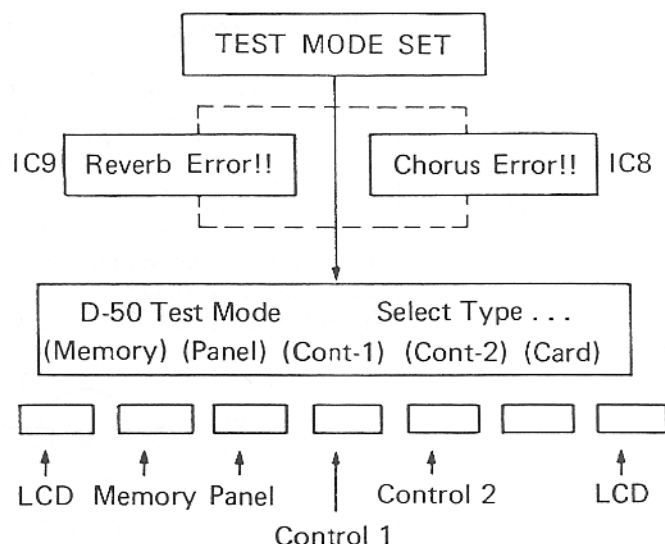 TEST MODE SET
IC9 Reverb Error!! Chorus Error!! IC8
D-50 Test Mode Select Type . . .
(Memory) (Panel) (Cont-1) (Cont-2) (Card)
LCD Memory Panel Control 2 LCD
Control 1